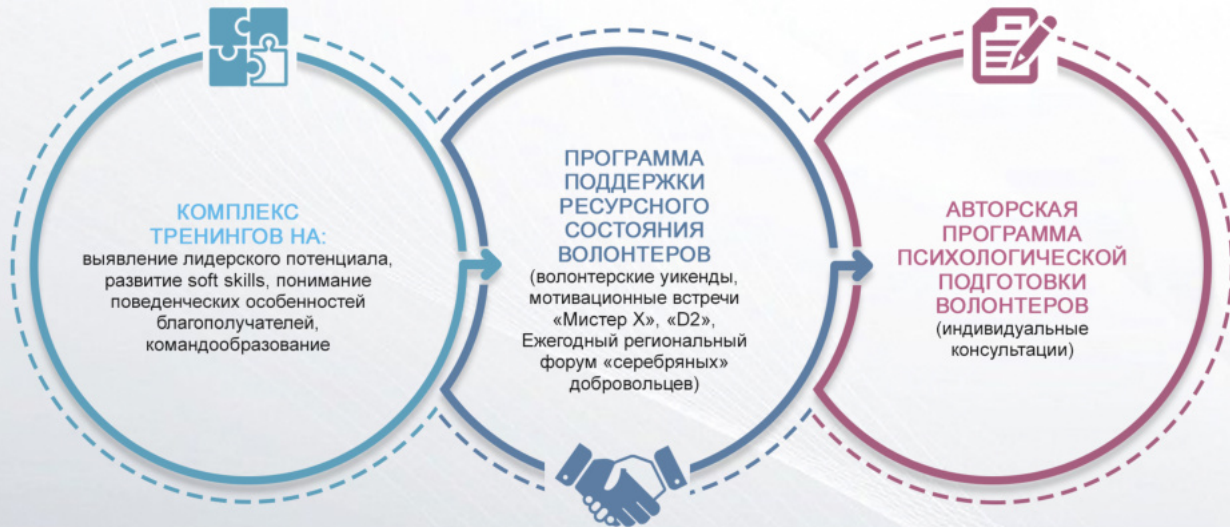 КОМПЛЕКС
ТРЕНИНГОВ НА:
выявление лидерского потенциала,
развитие soft skills, понимание
поведенческих особенностей
благополучателей,
командообразование
ПРОГРАММА
ПОДДЕРЖКИ
РЕСУРСНОГО
СОСТОЯНИЯ
ВОЛОНТЕРОВ
(волонтерские уикенды,
мотивационные встречи
«Мистер X», «D2»,
Ежегодный региональный
форум «серебряных»
добровольцев)
АВТОРСКАЯ
ПРОГРАММА
ПСИХОЛОГИЧЕСКОЙ
ПОДГОТОВКИ
ВОЛОНТЕРОВ
(индивидуальные
консультации)